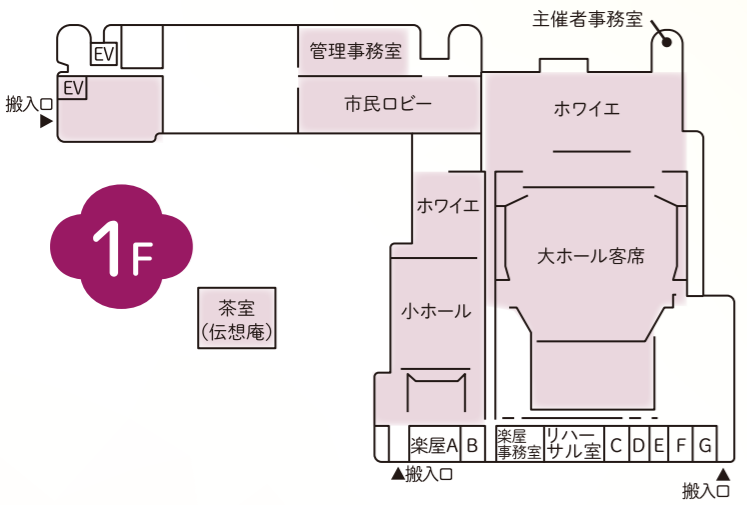 主催者事務室
EV
管理事務室
EV
搬入口
市民ロビー
ホワイエ
ホワイエ
1F
大ホール客席
茶室
(伝想庵)
小ホール
楽屋A
B
楽屋
事務室
リハー
サル室
C
D
E
F
G
搬入口
搬入口